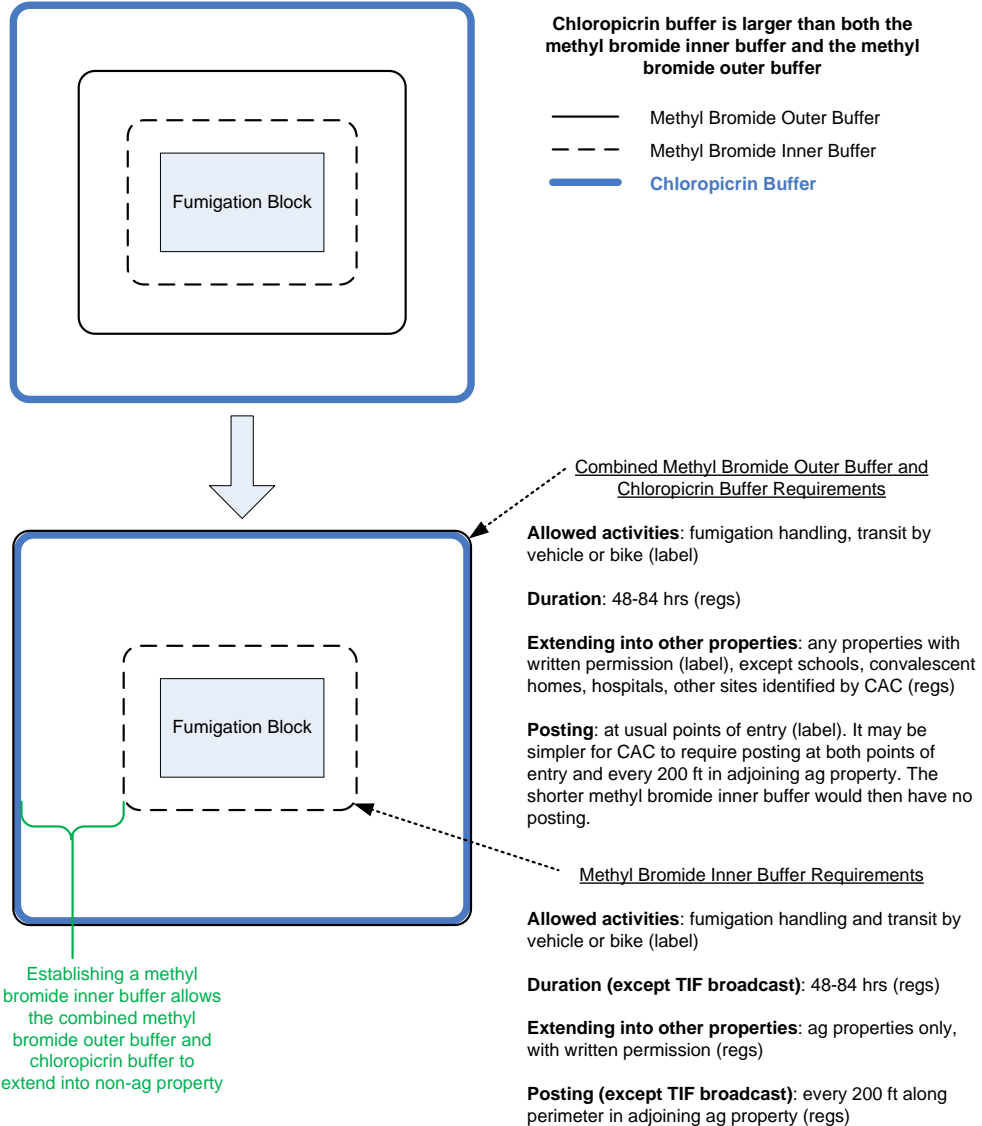 Chloropicrin buffer is larger than both the
methyl bromide inner buffer and the methyl
bromide outer buffer
Methyl Bromide Outer Buffer
Methyl Bromide Inner Buffer
Chloropicrin Buffer
Fumigation Block
Combined Methyl Bromide Outer Buffer and
Chloropicrin Buffer Requirements
Allowed activities: fumigation handling, transit by
vehicle or bike (label)
Duration: 48-84 hrs (regs)
Extending into other properties: any properties with
written permission (label), except schools, convalescent
homes, hospitals, other sites identified by CAC (regs)
Posting: at usual points of entry (label). It may be
simpler for CAC to require posting at both points of
entry and every 200 ft in adjoining ag property. The
shorter methyl bromide inner buffer would then have no
posting.
Fumigation Block
Methyl Bromide Inner Buffer Requirements
Allowed activities: fumigation handling and transit by
vehicle or bike (label)
Duration (except TIF broadcast): 48-84 hrs (regs)
Extending into other properties: ag properties only,
with written permission (regs)
Posting (except TIF broadcast): every 200 ft along
perimeter in adjoining ag property (regs)
Establishing a methyl
bromide inner buffer allows
the combined methyl
bromide outer buffer and
chloropicrin buffer to
extend into non-ag property